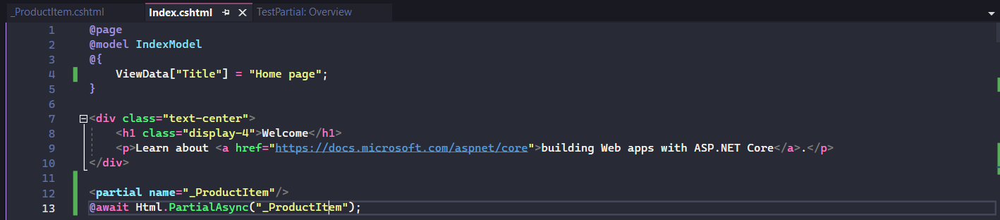 _ProductItem.cshtml Index.cshtml TestPartial: Overview
1 @page
2 @model IndexModel
3 @{
4 ViewData["Title"] = "Home page";
5 }
6
7 <div class="text-center">
8 <h1 class="display-4">Welcome</h1>
9 <p>Learn about <a href="https://docs.microsoft.com/aspnet/core">building Web apps with ASP.NET Core</a>.</p>
10 </div>
11
12 <partial name="_ProductItem"/>
13 @await Html.PartialAsync("_ProductItem");